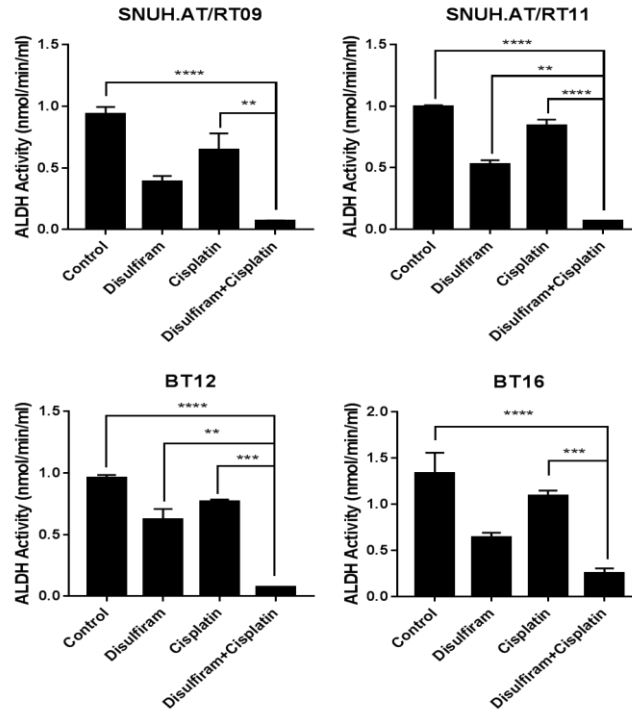 SNUH.AT/RT09
ALDH Activity (nmol/min/ml)
1.5
1.0
0.5
0.0
****
**
Control
Disulfiram
Cisplatin
Disulfiram+Cisplatin
SNUH.AT/RT11
ALDH Activity (nmol/min/ml)
1.5
1.0
0.5
0.0
****
**
****
Control
Disulfiram
Cisplatin
Disulfiram+Cisplatin
BT12
ALDH Activity (nmol/min/ml)
1.5
1.0
0.5
0.0
****
**
***
Control
Disulfiram
Cisplatin
Disulfiram+Cisplatin
BT16
ALDH Activity (nmol/min/ml)
2.0
1.5
1.0
0.5
0.0
****
***
Control
Disulfiram
Cisplatin
Disulfiram+Cisplatin